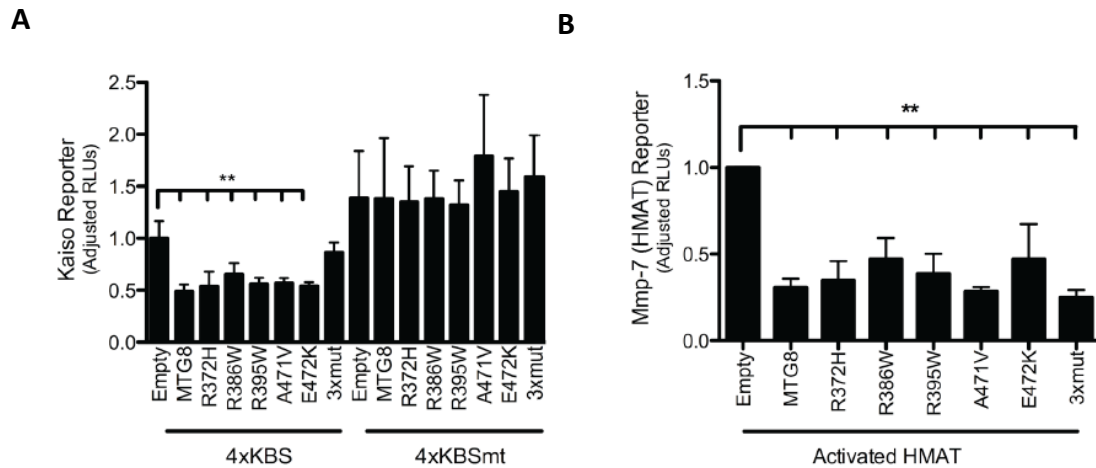 A
Kaiso Reporter
(Adjusted RLUs)
2.5
2.0
1.5
1.0
0.5
0.0
**
Empty
MTG8
R372H
R386W
R395W
A471V
E472K
3xmut
Empty
MTG8
R372H
R386W
R395W
A471V
E472K
3xmut
4xKBS
4xKBSmt
B
Mmp-7 (HMAT) Reporter
(Adjusted RLUs)
1.5
1.0
0.5
0.0
**
Empty
MTG8
R372H
R386W
R395W
A471V
E472K
3xmut
Activated HMAT